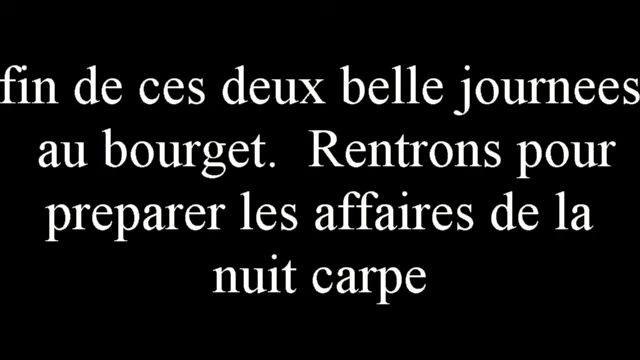 fin de ces deux belle journees
au bourget. Rentrons pour
preparer les affaires de la
nuit carpe